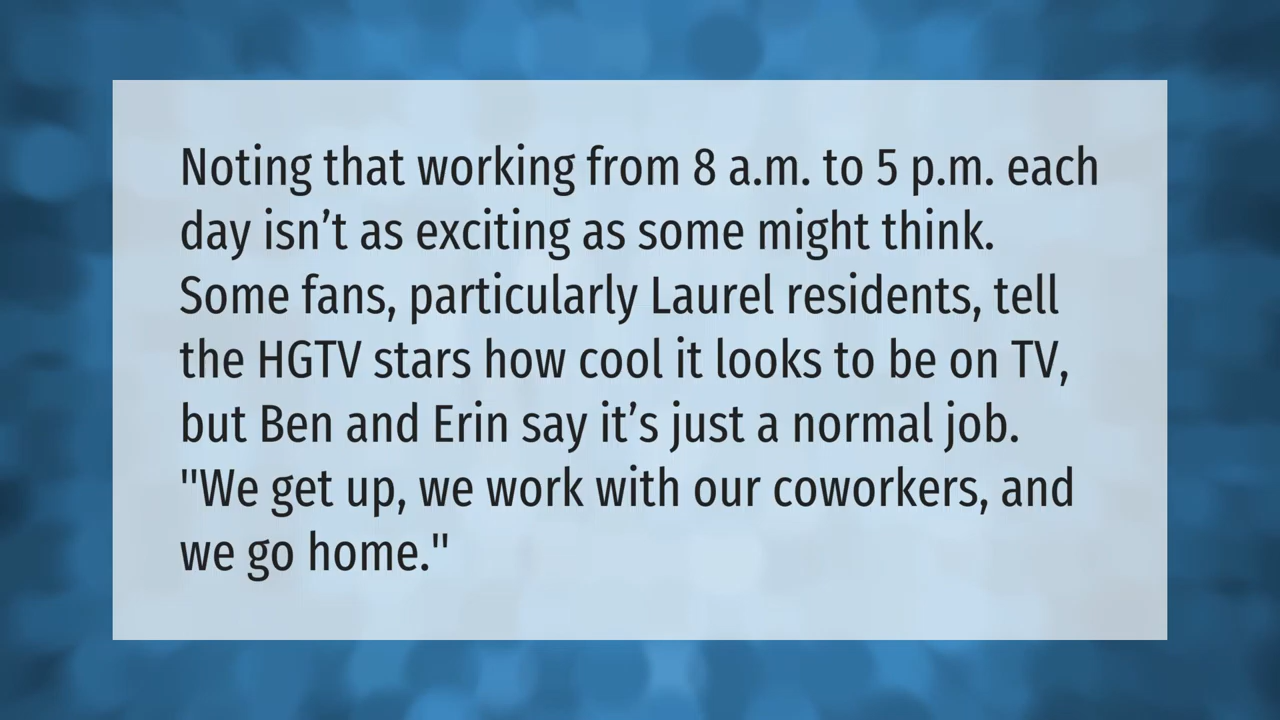 Noting that working from 8 a.m. to 5 p.m. each
day isn’t as exciting as some might think.
Some fans, particularly Laurel residents, tell
the HGTV stars how cool it looks to be on TV,
but Ben and Erin say it’s just a normal job.
"We get up, we work with our coworkers, and
we go home."